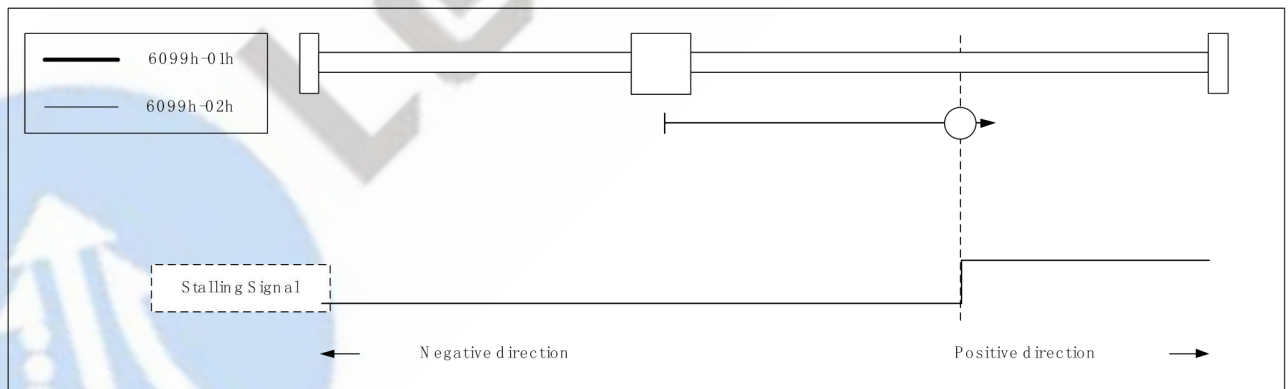 6099h-01h
6099h-02h
Stalling Signal
Negative direction
Positive direction